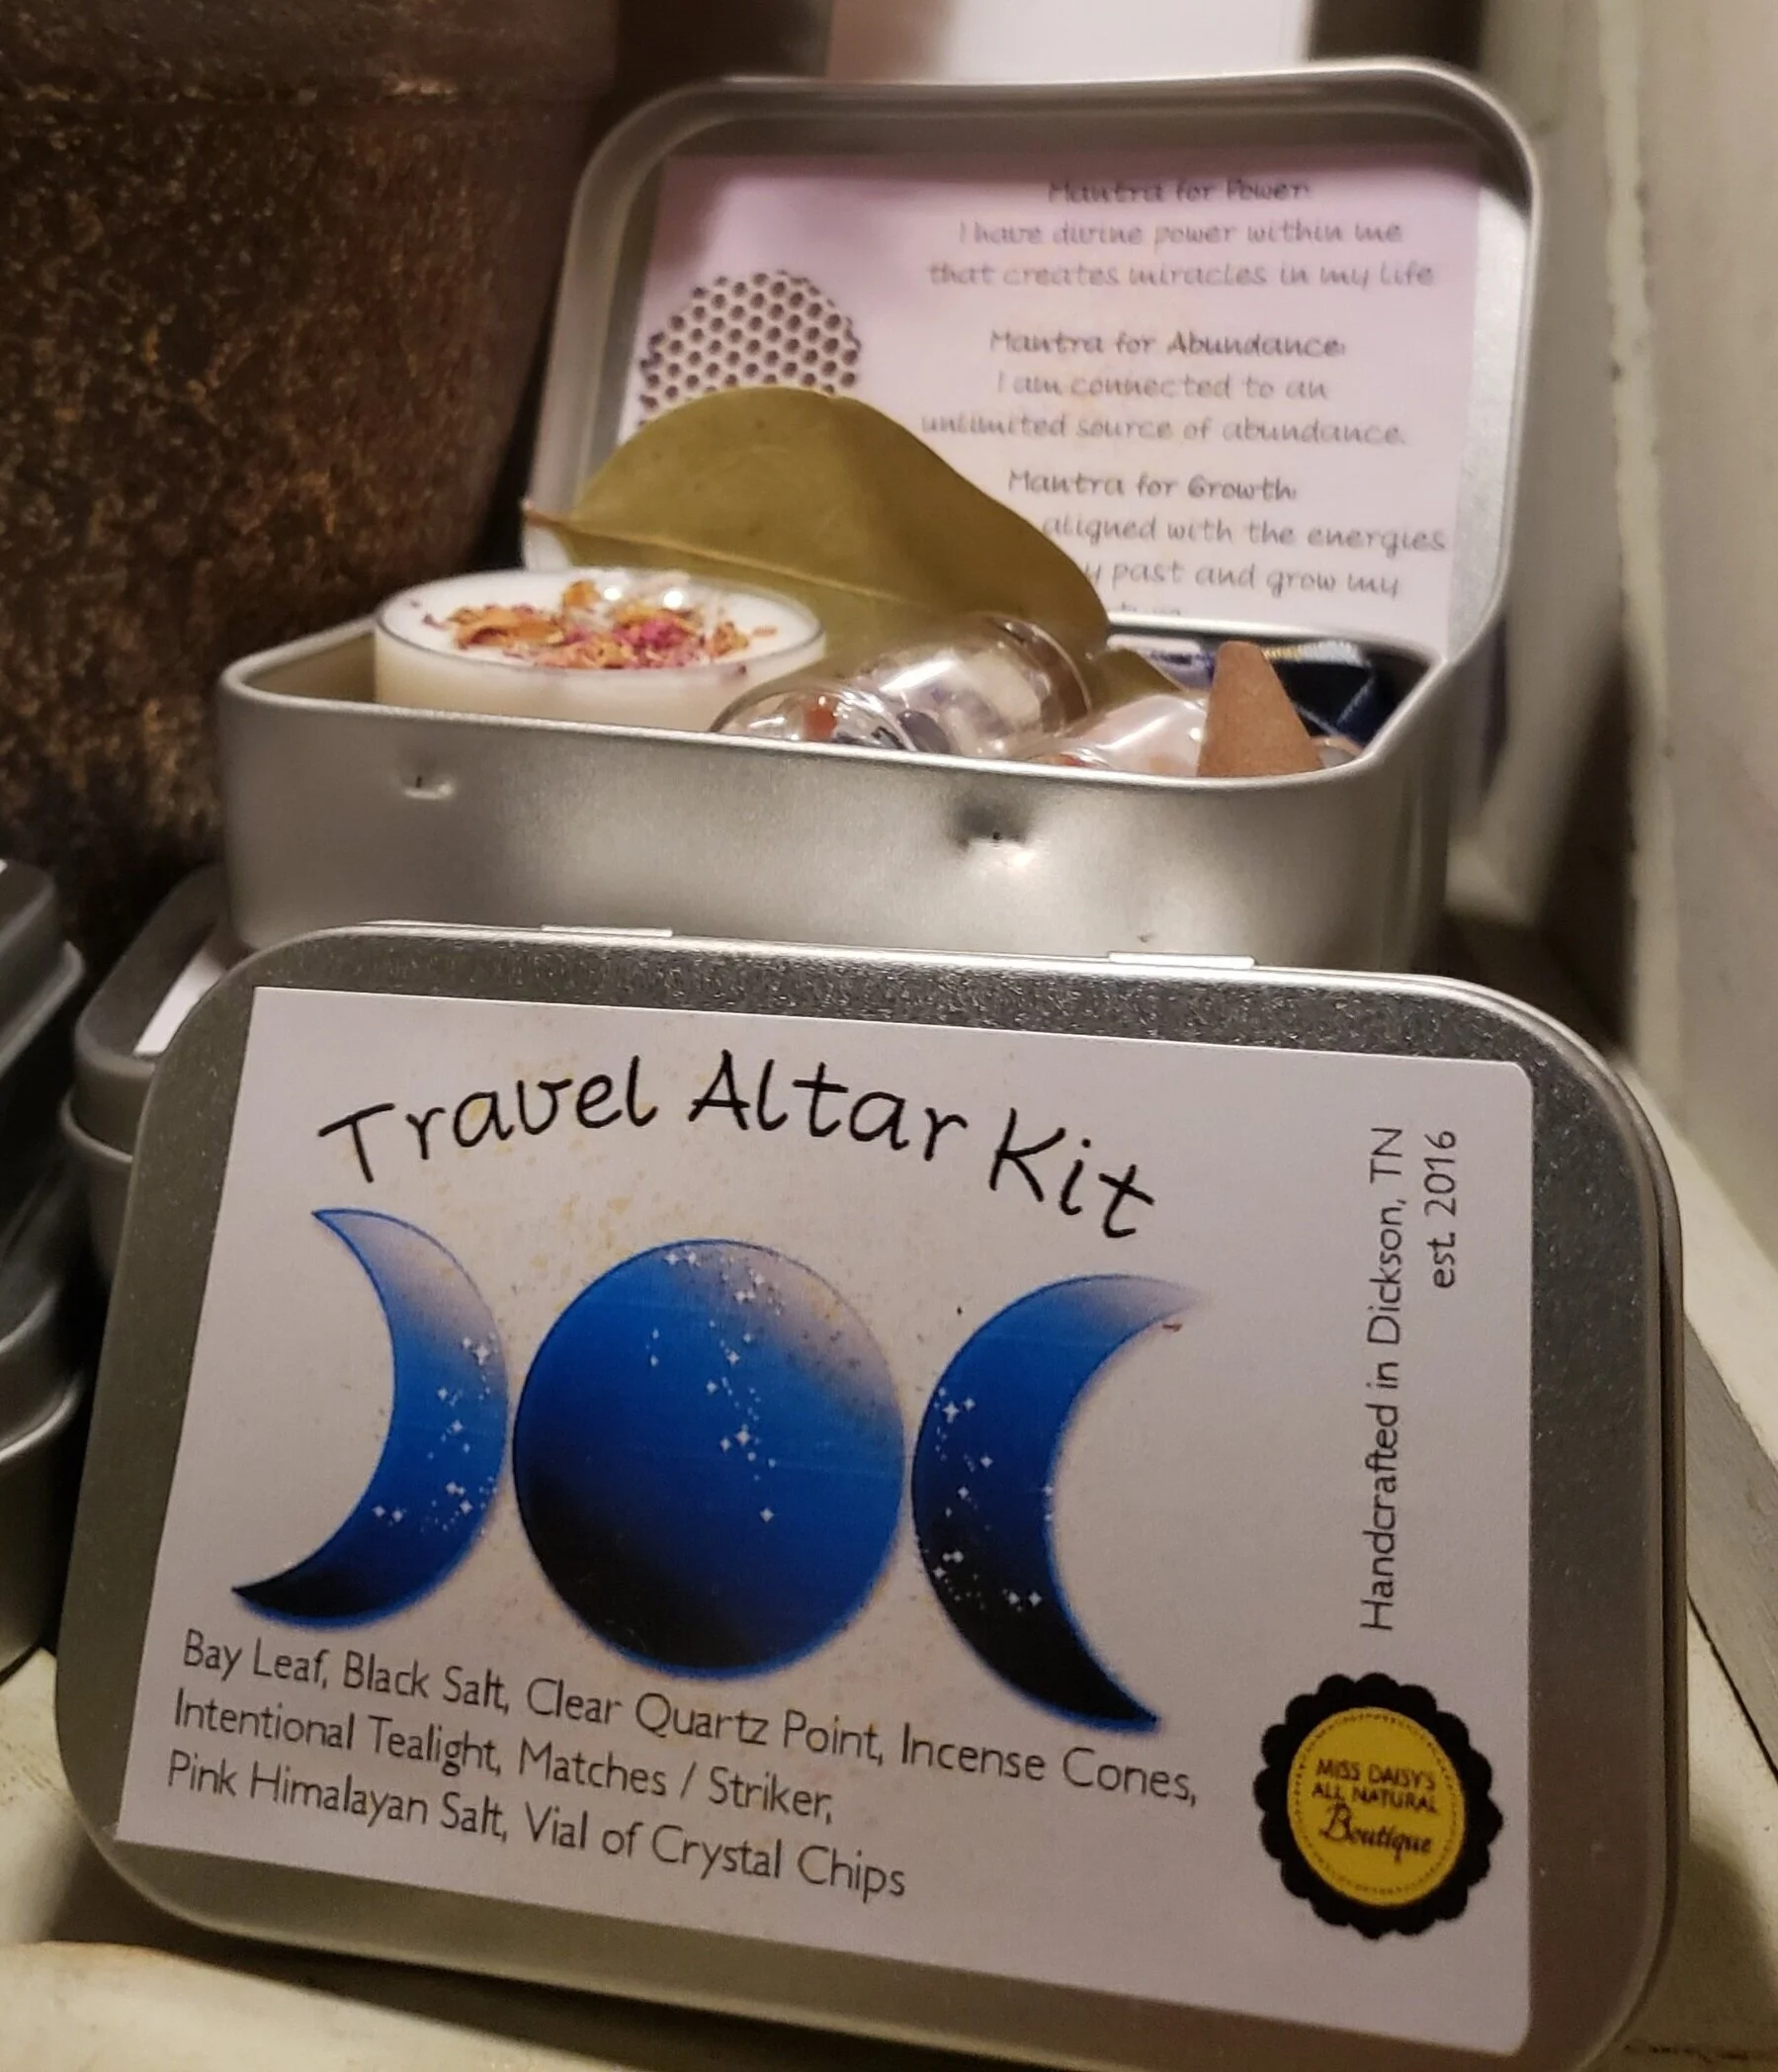 Mantra for Power:
I have divine power within me
that creates miracles in my life
Mantra for Abundance:
I am connected to an
unlimited source of abundance.
Mantra for Growth:
aligned with the energies
past and grow my
Travel Altar Kit
Handcrafted in Dickson, TN
est. 2016
Bay Leaf, Black Salt, Clear Quartz Point, Incense Cones,
Intentional Tealight, Matches / Striker,
Pink Himalayan Salt, Vial of Crystal Chips
MISS DAISY'S
ALL NATURAL
Boutique